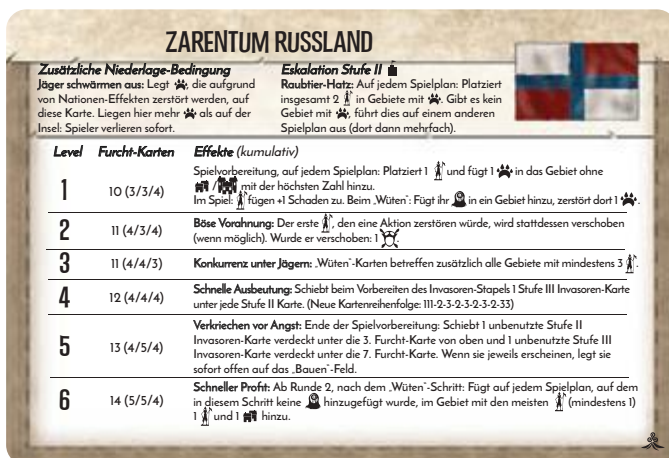 ZARENTUM RUSSLAND
Zusätzliche Niederlage-Bedingung
Jäger schwärmen aus: Legt , die aufgrund
von Nationen-Effekten zerstört werden, auf
diese Karte. Liegen hier mehr als auf der
Insel: Spieler verlieren sofort.
Eskalation Stufe II
Raubtier-Hatz: Auf jedem Spielplan: Platziert
insgesamt 2 in Gebiete mit . Gibt es kein
Gebiet mit , führt dies auf einem anderen
Spielplan aus (dort dann mehrfach).
Level Furcht-Karten Effekte (kumulativ)
1 10 (3/3/4)
Spielvorbereitung, auf jedem Spielplan: Platziert 1 und fügt 1 in das Gebiet ohne
/ mit der höchsten Zahl hinzu.
Im Spiel: fügen +1 Schaden zu. Beim „Wüten“: Fügt ihr in ein Gebiet hinzu, zerstört dort 1 .
2 11 (4/3/4)
Böse Vorahnung: Der erste , den eine Aktion zerstören würde, wird stattdessen verschoben
(wenn möglich). Wurde er verschoben: 1 .
3 11 (4/4/3) Konkurrenz unter Jägern: „Wüten“-Karten betreffen zusätzlich alle Gebiete mit mindestens 3 .
4 12 (4/4/4)
Schnelle Ausbeutung: Schiebt beim Vorbereiten des Invasoren-Stapels 1 Stufe III Invasoren-Karte
unter jede Stufe II Karte. (Neue Kartenreihenfolge: 111-2-3-2-3-2-3-2-33)
5 13 (4/5/4)
Verkriechen vor Angst: Ende der Spielvorbereitung: Schiebt 1 unbenutzte Stufe II
Invasoren-Karte verdeckt unter die 3. Furcht-Karte von oben und 1 unbenutzte Stufe III
Invasoren-Karte verdeckt unter die 7. Furcht-Karte. Wenn sie jeweils erscheinen, legt sie
sofort offen auf das „Bauen“-Feld.
6 14 (5/5/4)
Schneller Profit: Ab Runde 2, nach dem „Wüten“-Schritt: Fügt auf jedem Spielplan, auf dem
in diesem Schritt keine hinzugefügt wurde, im Gebiet mit den meisten (mindestens 1)
1 und 1 hinzu.